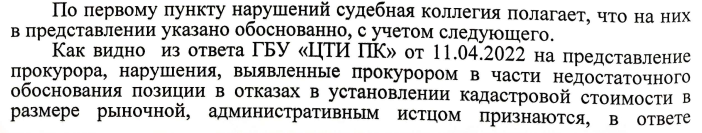 По первому пункту нарушений судебная коллегия полагает, что на них
в представлении указано обоснованно, с учетом следующего.
Как видно из ответа ГБУ «ЦТИ ПК» от 11.04.2022 на представление
прокурора, нарушения, выявленные прокурором в части недостаточного
обоснования позиции в отказах в установлении кадастровой стоимости в
размере рыночной, административным истцом признаются, в ответе